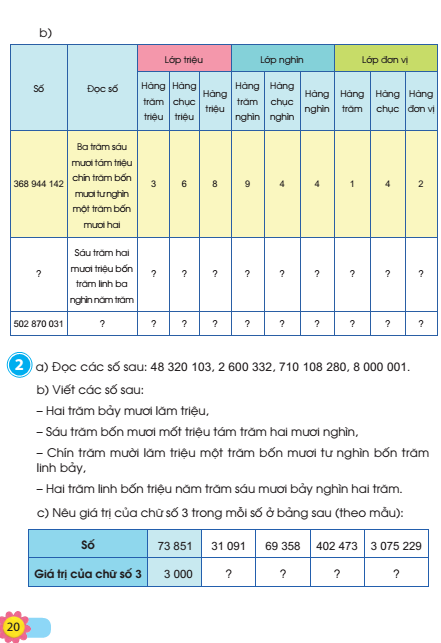 b)
Số Đọc số Lớp triệu Lớp nghìn Lớp đơn vị
Hàng trăm triệu Hàng chục triệu Hàng triệu Hàng trăm nghìn Hàng chục nghìn Hàng nghìn Hàng trăm Hàng chục Hàng đơn vị
368 944 142
Ba trăm sáu
mươi tám triệu
chín trăm bốn
mươi tư nghìn
một trăm bốn
mươi hai
3 6 8 9 4 4 1 4 2
?
Sáu trăm hai
mươi triệu bốn
trăm linh ba
nghìn năm trăm
? ? ? ? ? ? ? ? ?
502 870 031 ? ? ? ? ? ? ? ? ? ?
2 a) Đọc các số sau: 48 320 103, 2 600 332, 710 108 280, 8 000 001.
b) Viết các số sau:
– Hai trăm bảy mươi lăm triệu,
– Sáu trăm bốn mươi mốt triệu tám trăm hai mươi nghìn,
– Chín trăm mười lăm triệu một trăm bốn mươi tư nghìn bốn trăm
linh bảy,
– Hai trăm linh bốn triệu năm trăm sáu mươi bảy nghìn hai trăm.
c) Nêu giá trị của chữ số 3 trong mỗi số ở bảng sau (theo mẫu):
Số 73 851 31 091 69 358 402 473 3 075 229
Giá trị của chữ số 3 3 000 ? ? ? ?
20